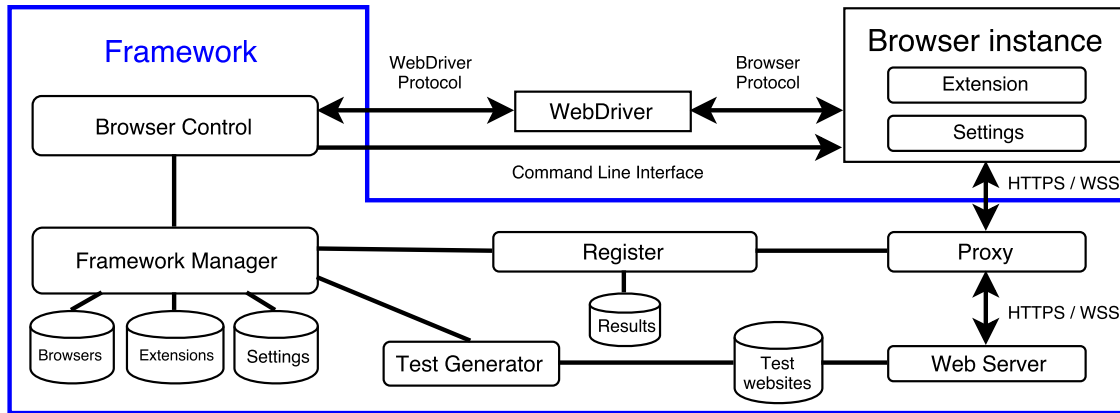 Framework
WebDriver
Protocol
Browser
Protocol
Browser instance
Extension
Settings
Browser Control
WebDriver
Command Line Interface
HTTPS / WSS
Framework Manager
Register
Proxy
Browsers
Extensions
Settings
Results
HTTPS / WSS
Test Generator
Test
websites
Web Server